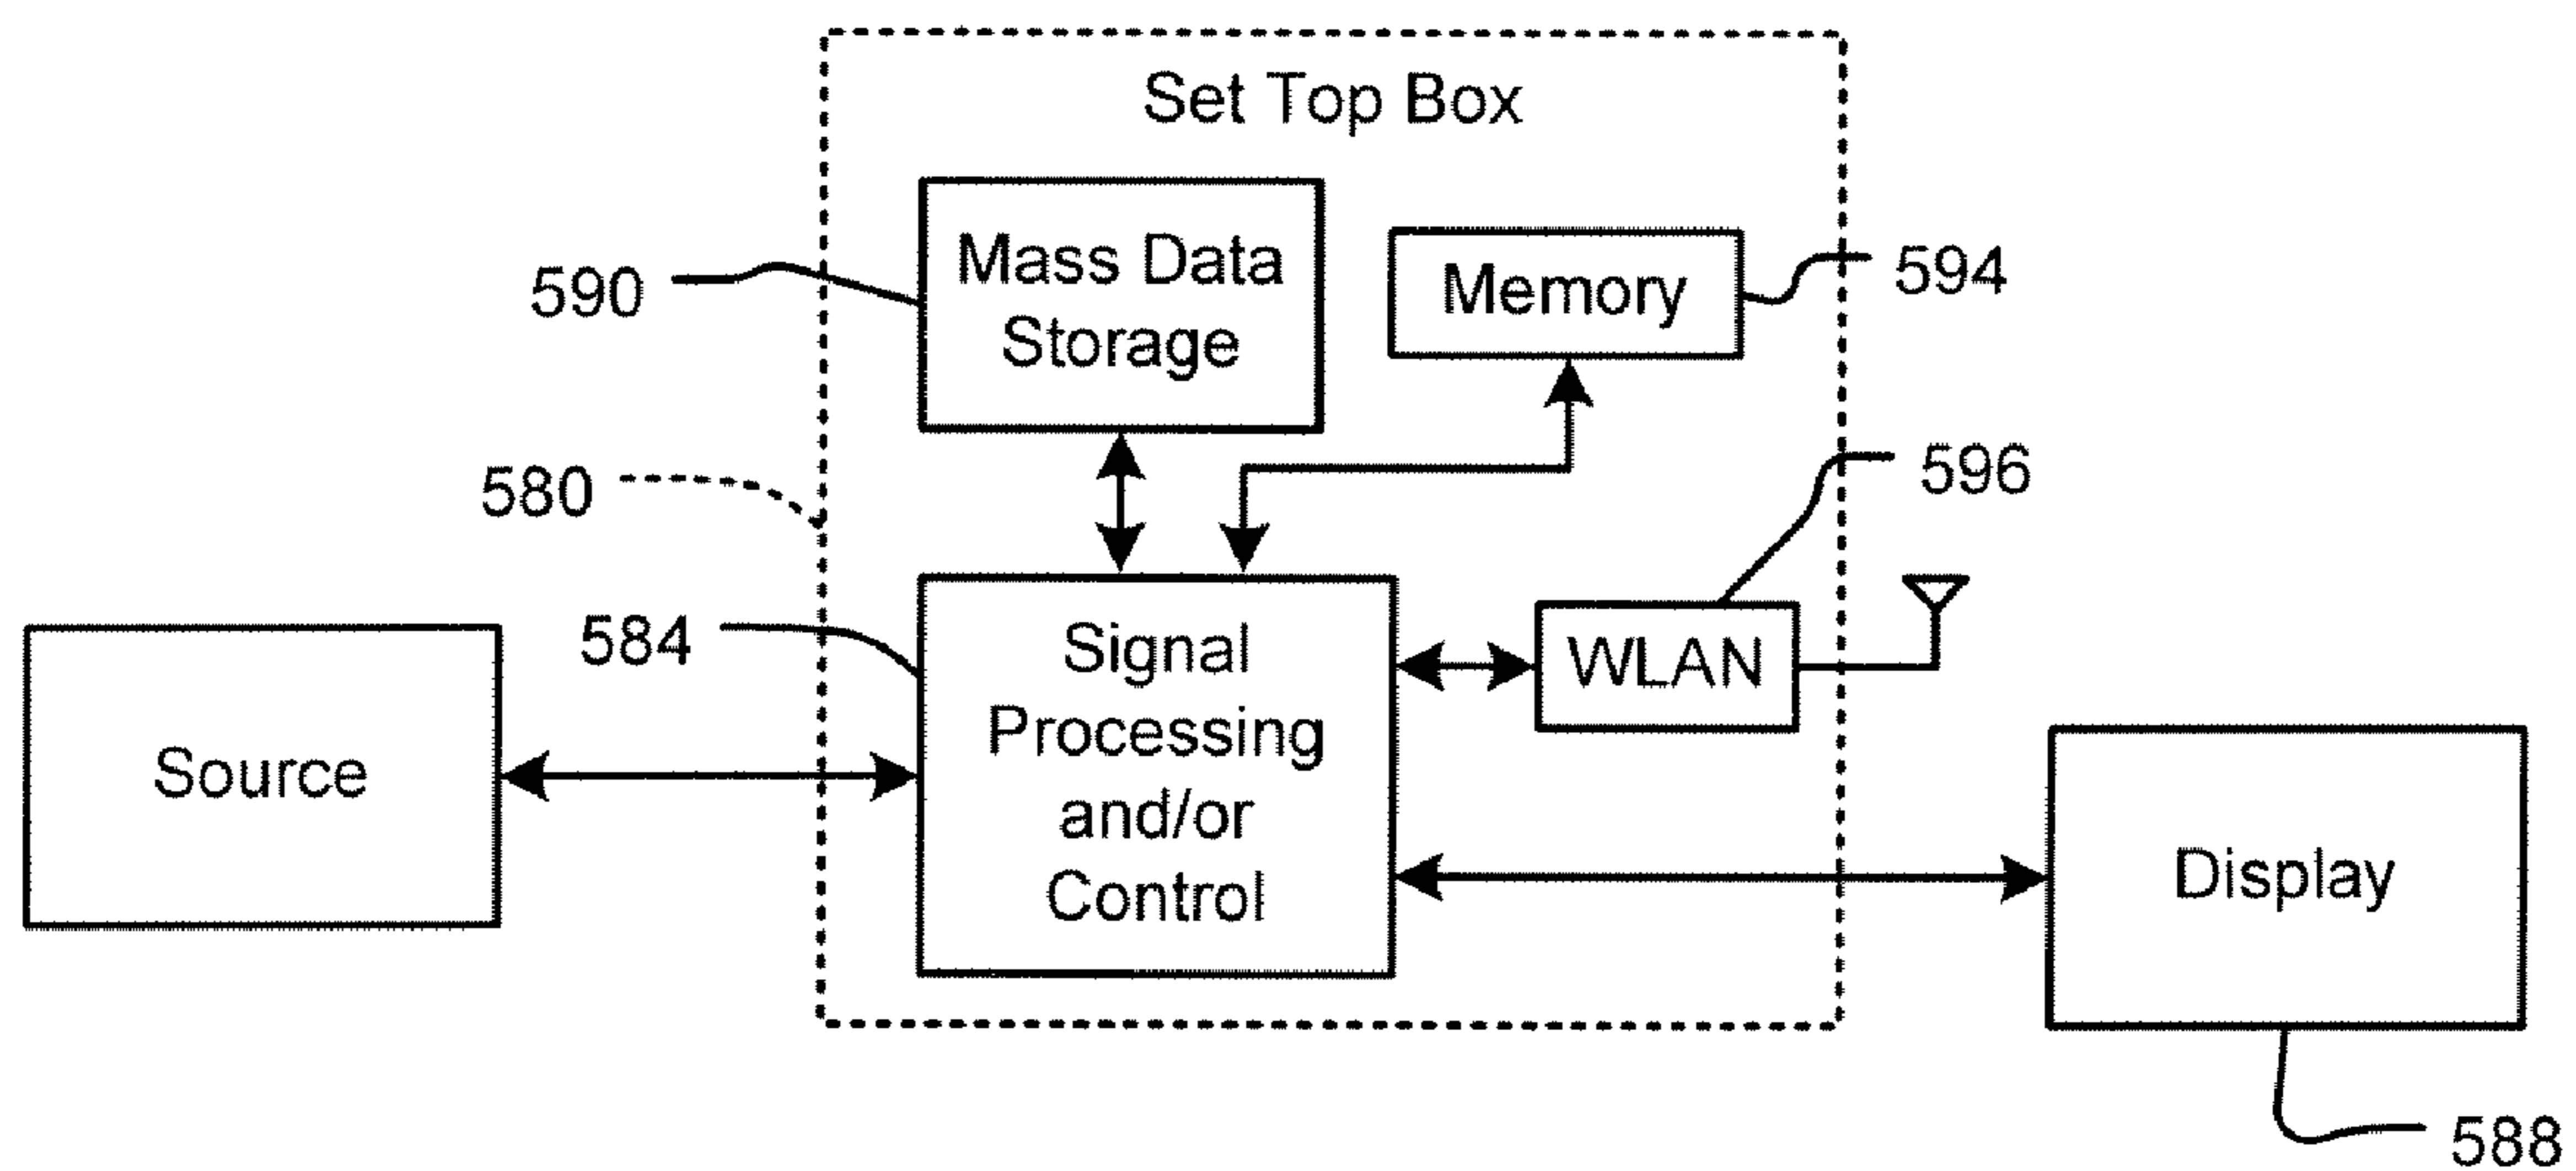 Set Top Box
590
Mass Data
Storage
Memory
594
580
596
584
Signal
Processing
and/or
Control
WLAN
Source
Display
588